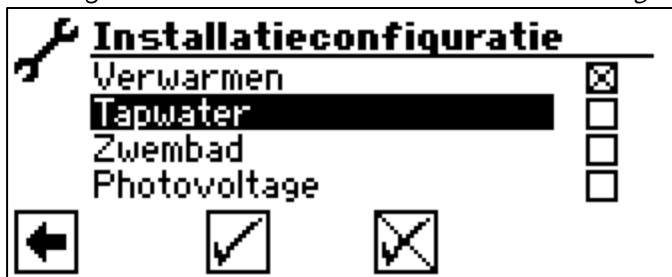 Installatieconfiguratie
Verwarmen
Tapwater
Zwembad
Photovoltage